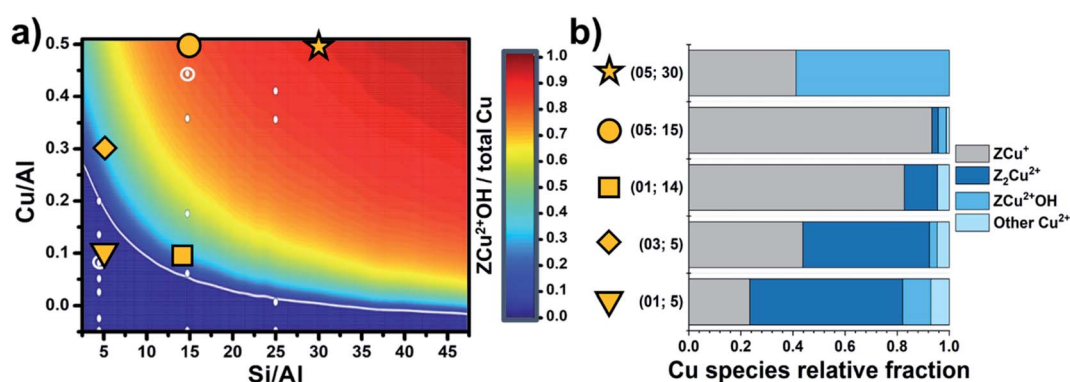 a)
Cu/Al
0.5
0.4
0.3
0.2
0.1
0.0
5 10 15 20 25 30 35 40 45
Si/Al
1.0
0.9
0.8
0.7
0.6
0.5
0.4
0.3
0.2
0.1
0.0
ZCu²⁺OH / total Cu
b)
(05; 30)
(05: 15)
(01; 14)
(03; 5)
(01; 5)
0.0 0.2 0.4 0.6 0.8 1.0
Cu species relative fraction
ZCu⁺
Z₂Cu²⁺
ZCu²⁺OH
Other Cu²⁺